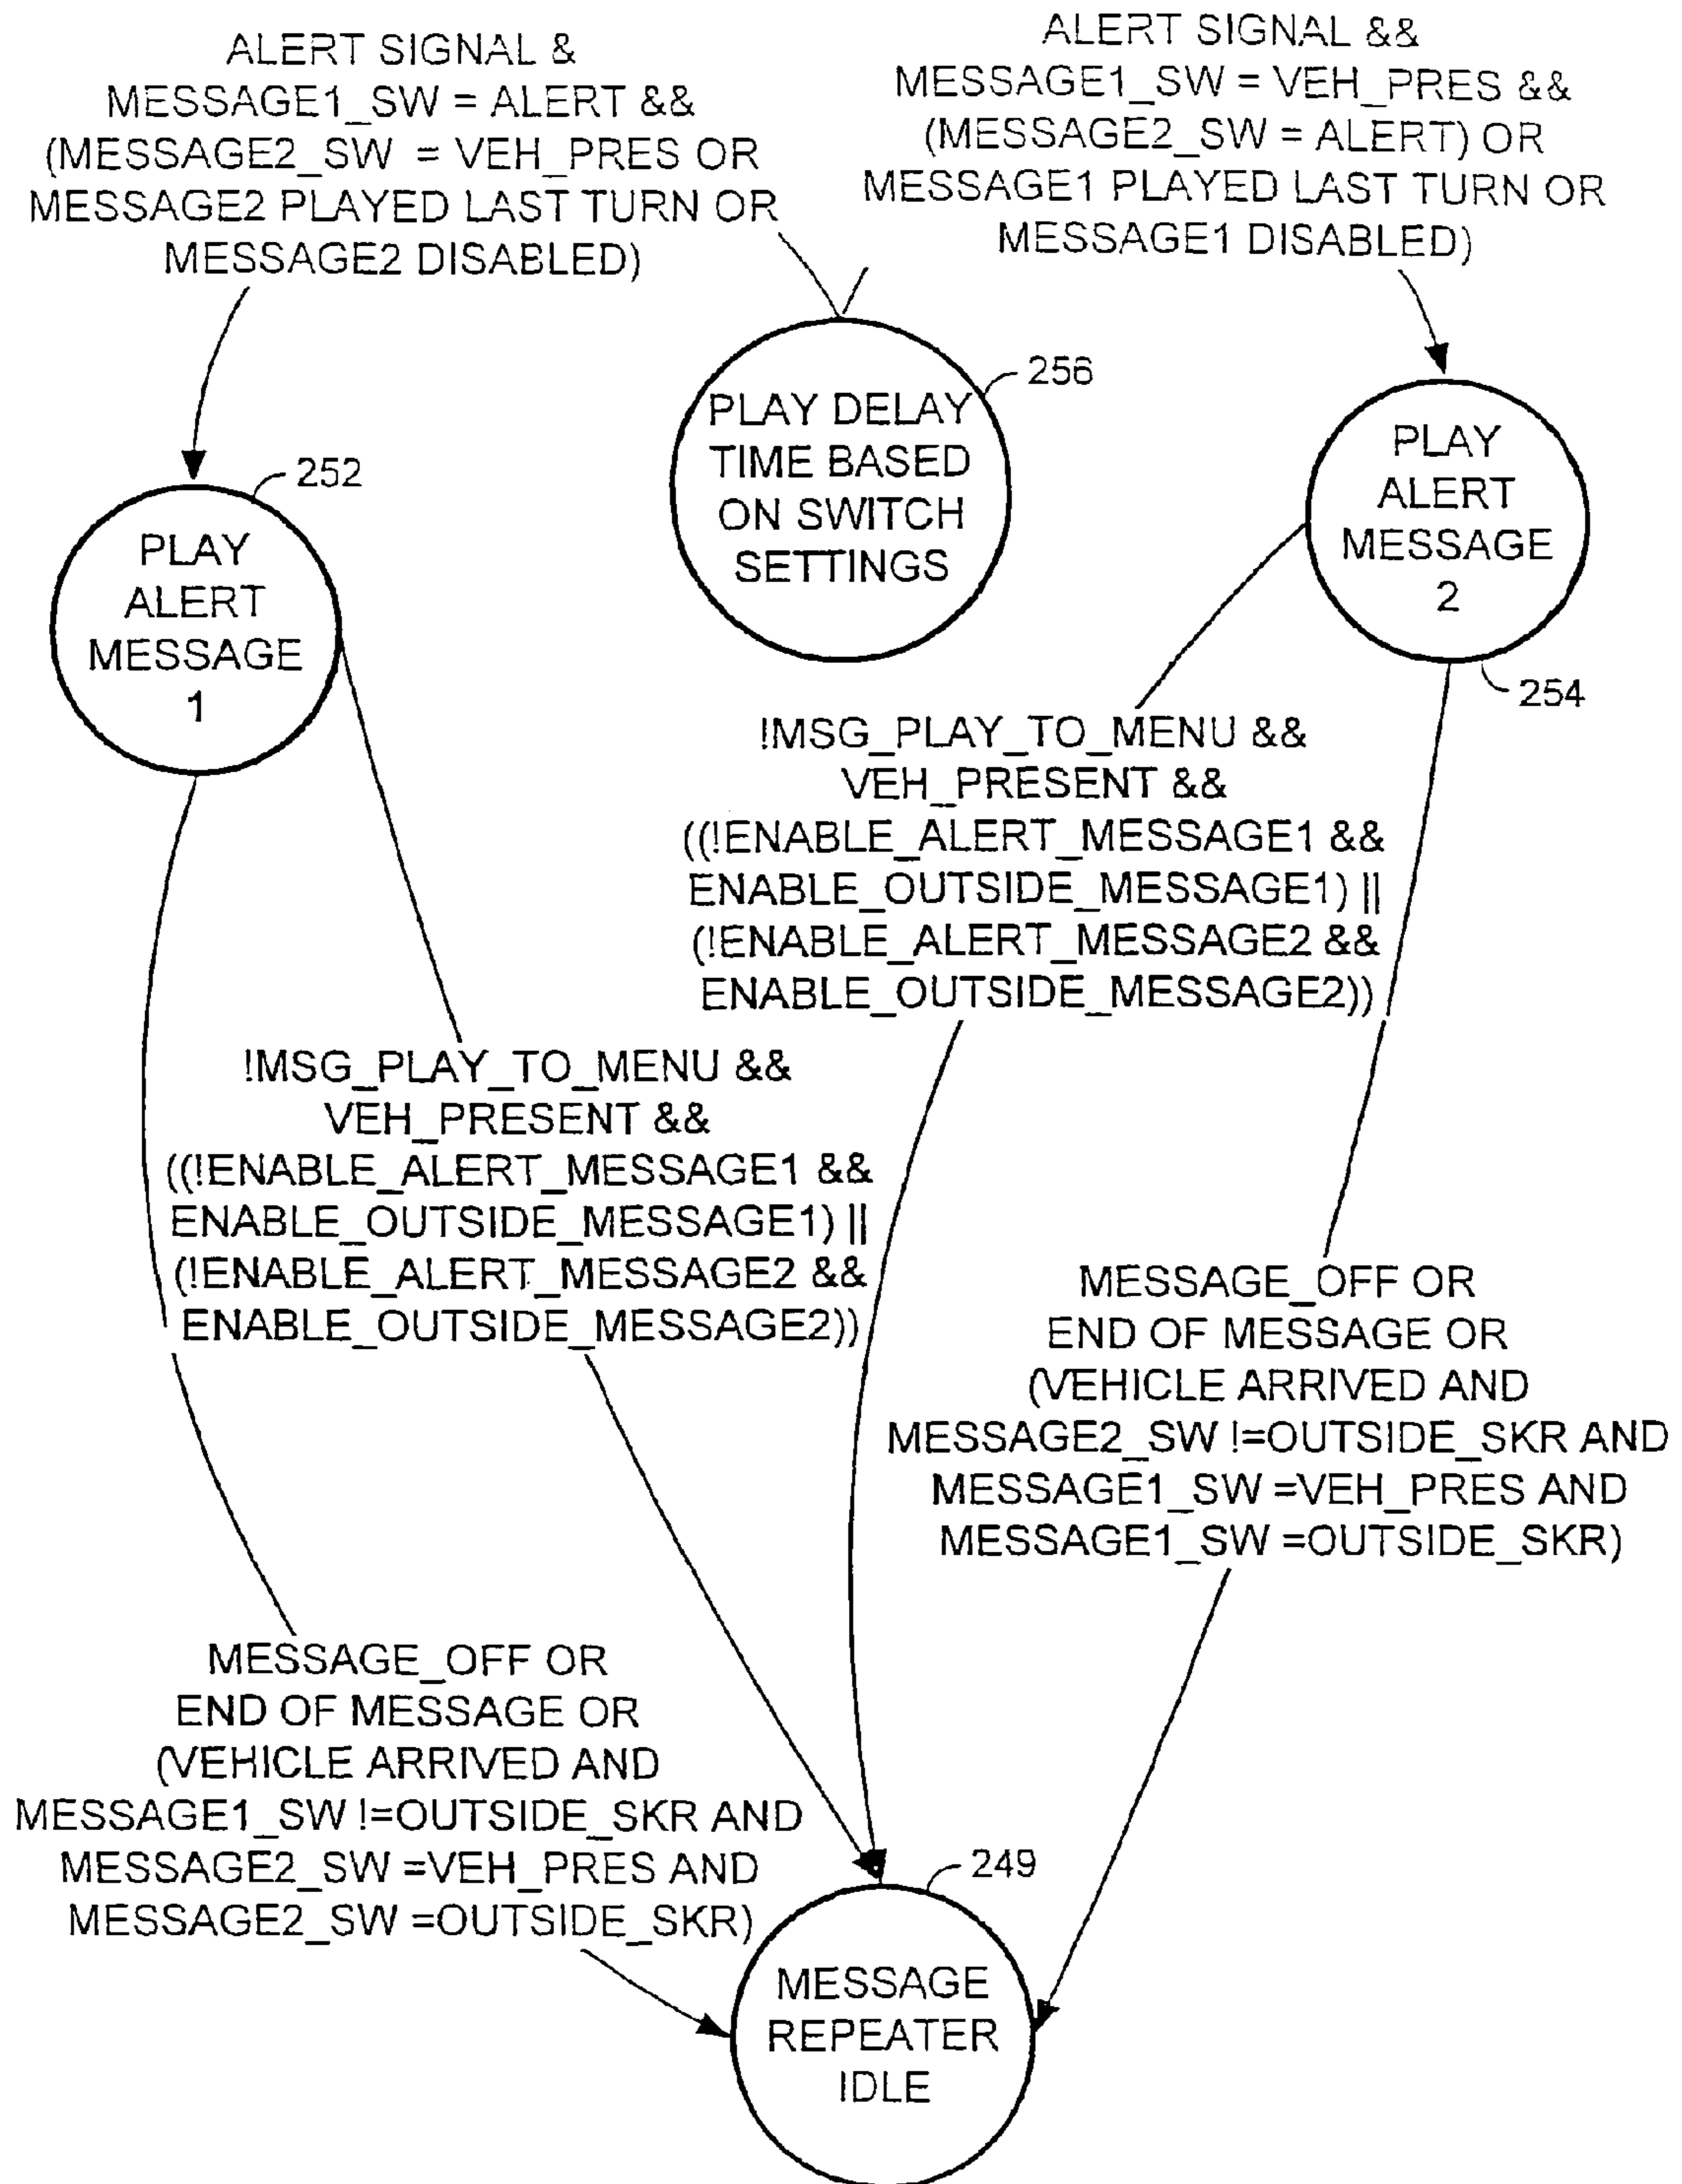 ALERT SIGNAL &
MESSAGE1_SW = ALERT &&
(MESSAGE2_SW = VEH_PRES OR
MESSAGE2 PLAYED LAST TURN OR
MESSAGE2 DISABLED)
ALERT SIGNAL &&
MESSAGE1_SW = VEH_PRES &&
(MESSAGE2_SW = ALERT) OR
MESSAGE1 PLAYED LAST TURN OR
MESSAGE1 DISABLED)
256
PLAY DELAY
TIME BASED
ON SWITCH
SETTINGS
252
PLAY
ALERT
MESSAGE
1
PLAY
ALERT
MESSAGE
2
254
!MSG_PLAY_TO_MENU &&
VEH_PRESENT &&
((!ENABLE_ALERT_MESSAGE1 &&
ENABLE_OUTSIDE_MESSAGE1) ||
(!ENABLE_ALERT_MESSAGE2 &&
ENABLE_OUTSIDE_MESSAGE2))
!MSG_PLAY_TO_MENU &&
VEH_PRESENT &&
((!ENABLE_ALERT_MESSAGE1 &&
ENABLE_OUTSIDE_MESSAGE1) ||
(!ENABLE_ALERT_MESSAGE2 &&
ENABLE_OUTSIDE_MESSAGE2))
MESSAGE_OFF OR
END OF MESSAGE OR
(VEHICLE ARRIVED AND
MESSAGE2_SW !=OUTSIDE_SKR AND
MESSAGE1_SW =VEH_PRES AND
MESSAGE1_SW =OUTSIDE_SKR)
MESSAGE_OFF OR
END OF MESSAGE OR
(VEHICLE ARRIVED AND
MESSAGE1_SW !=OUTSIDE_SKR AND
MESSAGE2_SW =VEH_PRES AND
MESSAGE2_SW =OUTSIDE_SKR)
249
MESSAGE
REPEATER
IDLE